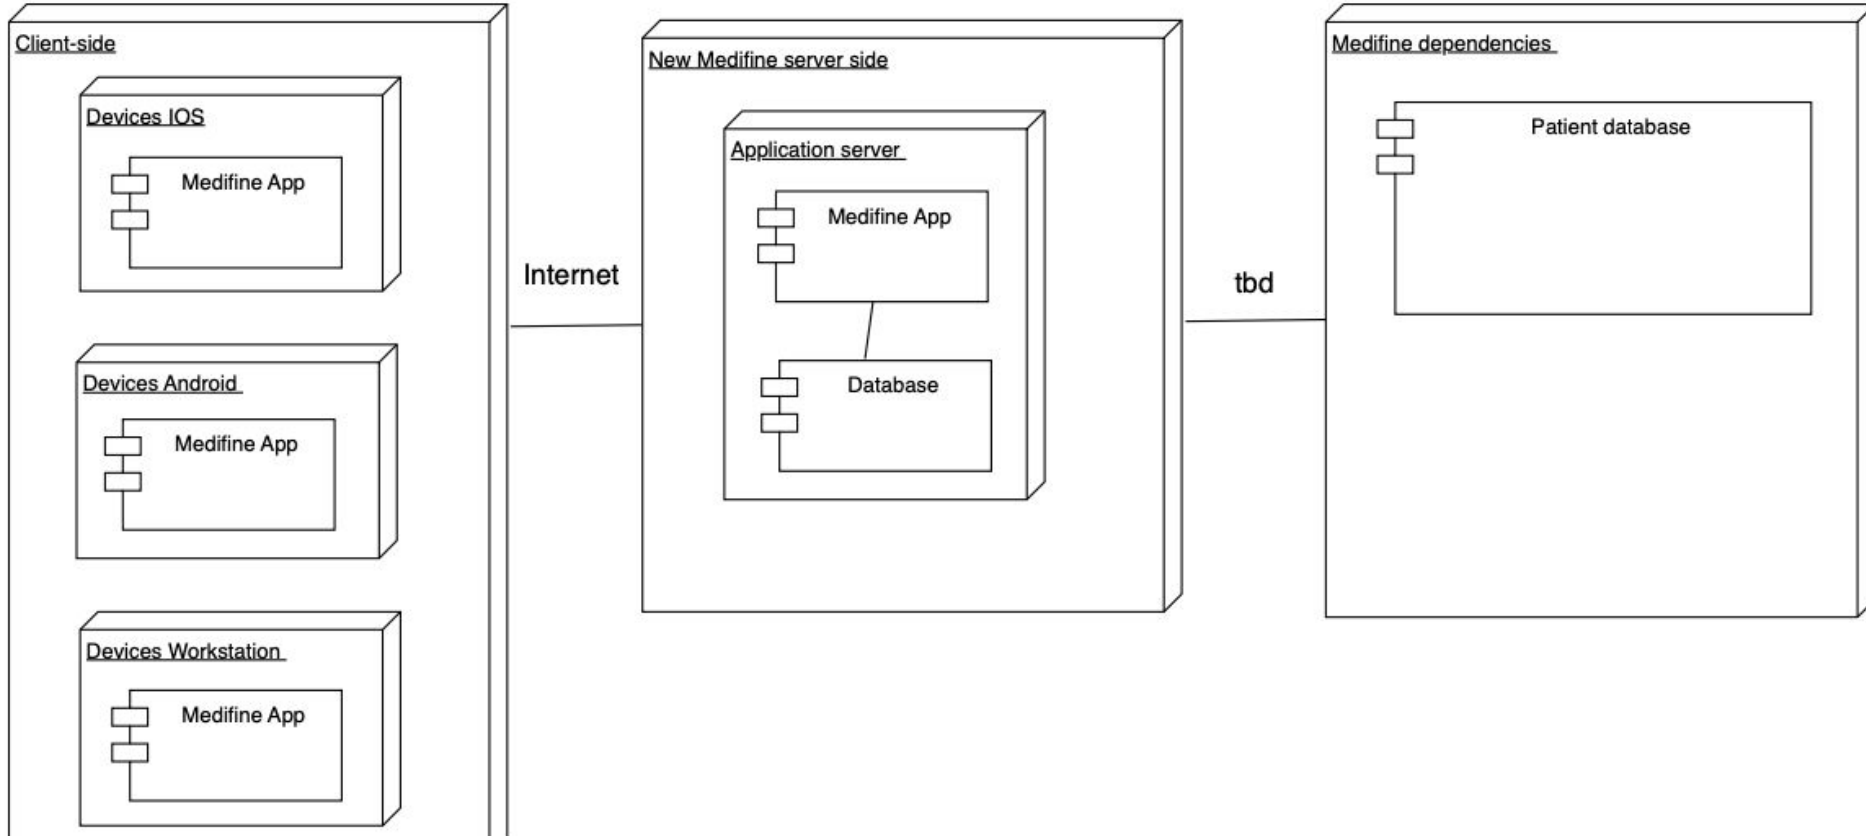 Client-side
Devices IOS
Medifine App
Devices Android
Medifine App
Devices Workstation
Medifine App
Internet
New Medifine server side
Application server
Medifine App
Database
tbd
Medifine dependencies
Patient database